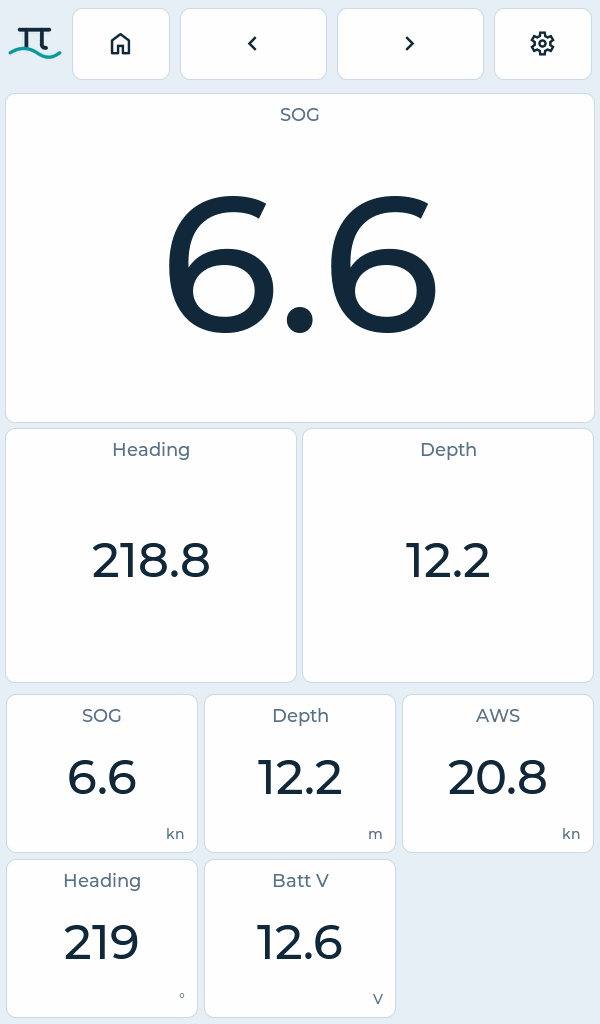 SOG
6.6
Heading
218.8
Depth
12.2
SOG
6.6
kn
Depth
12.2
m
AWS
20.8
kn
Heading
219
°
Batt V
12.6
V